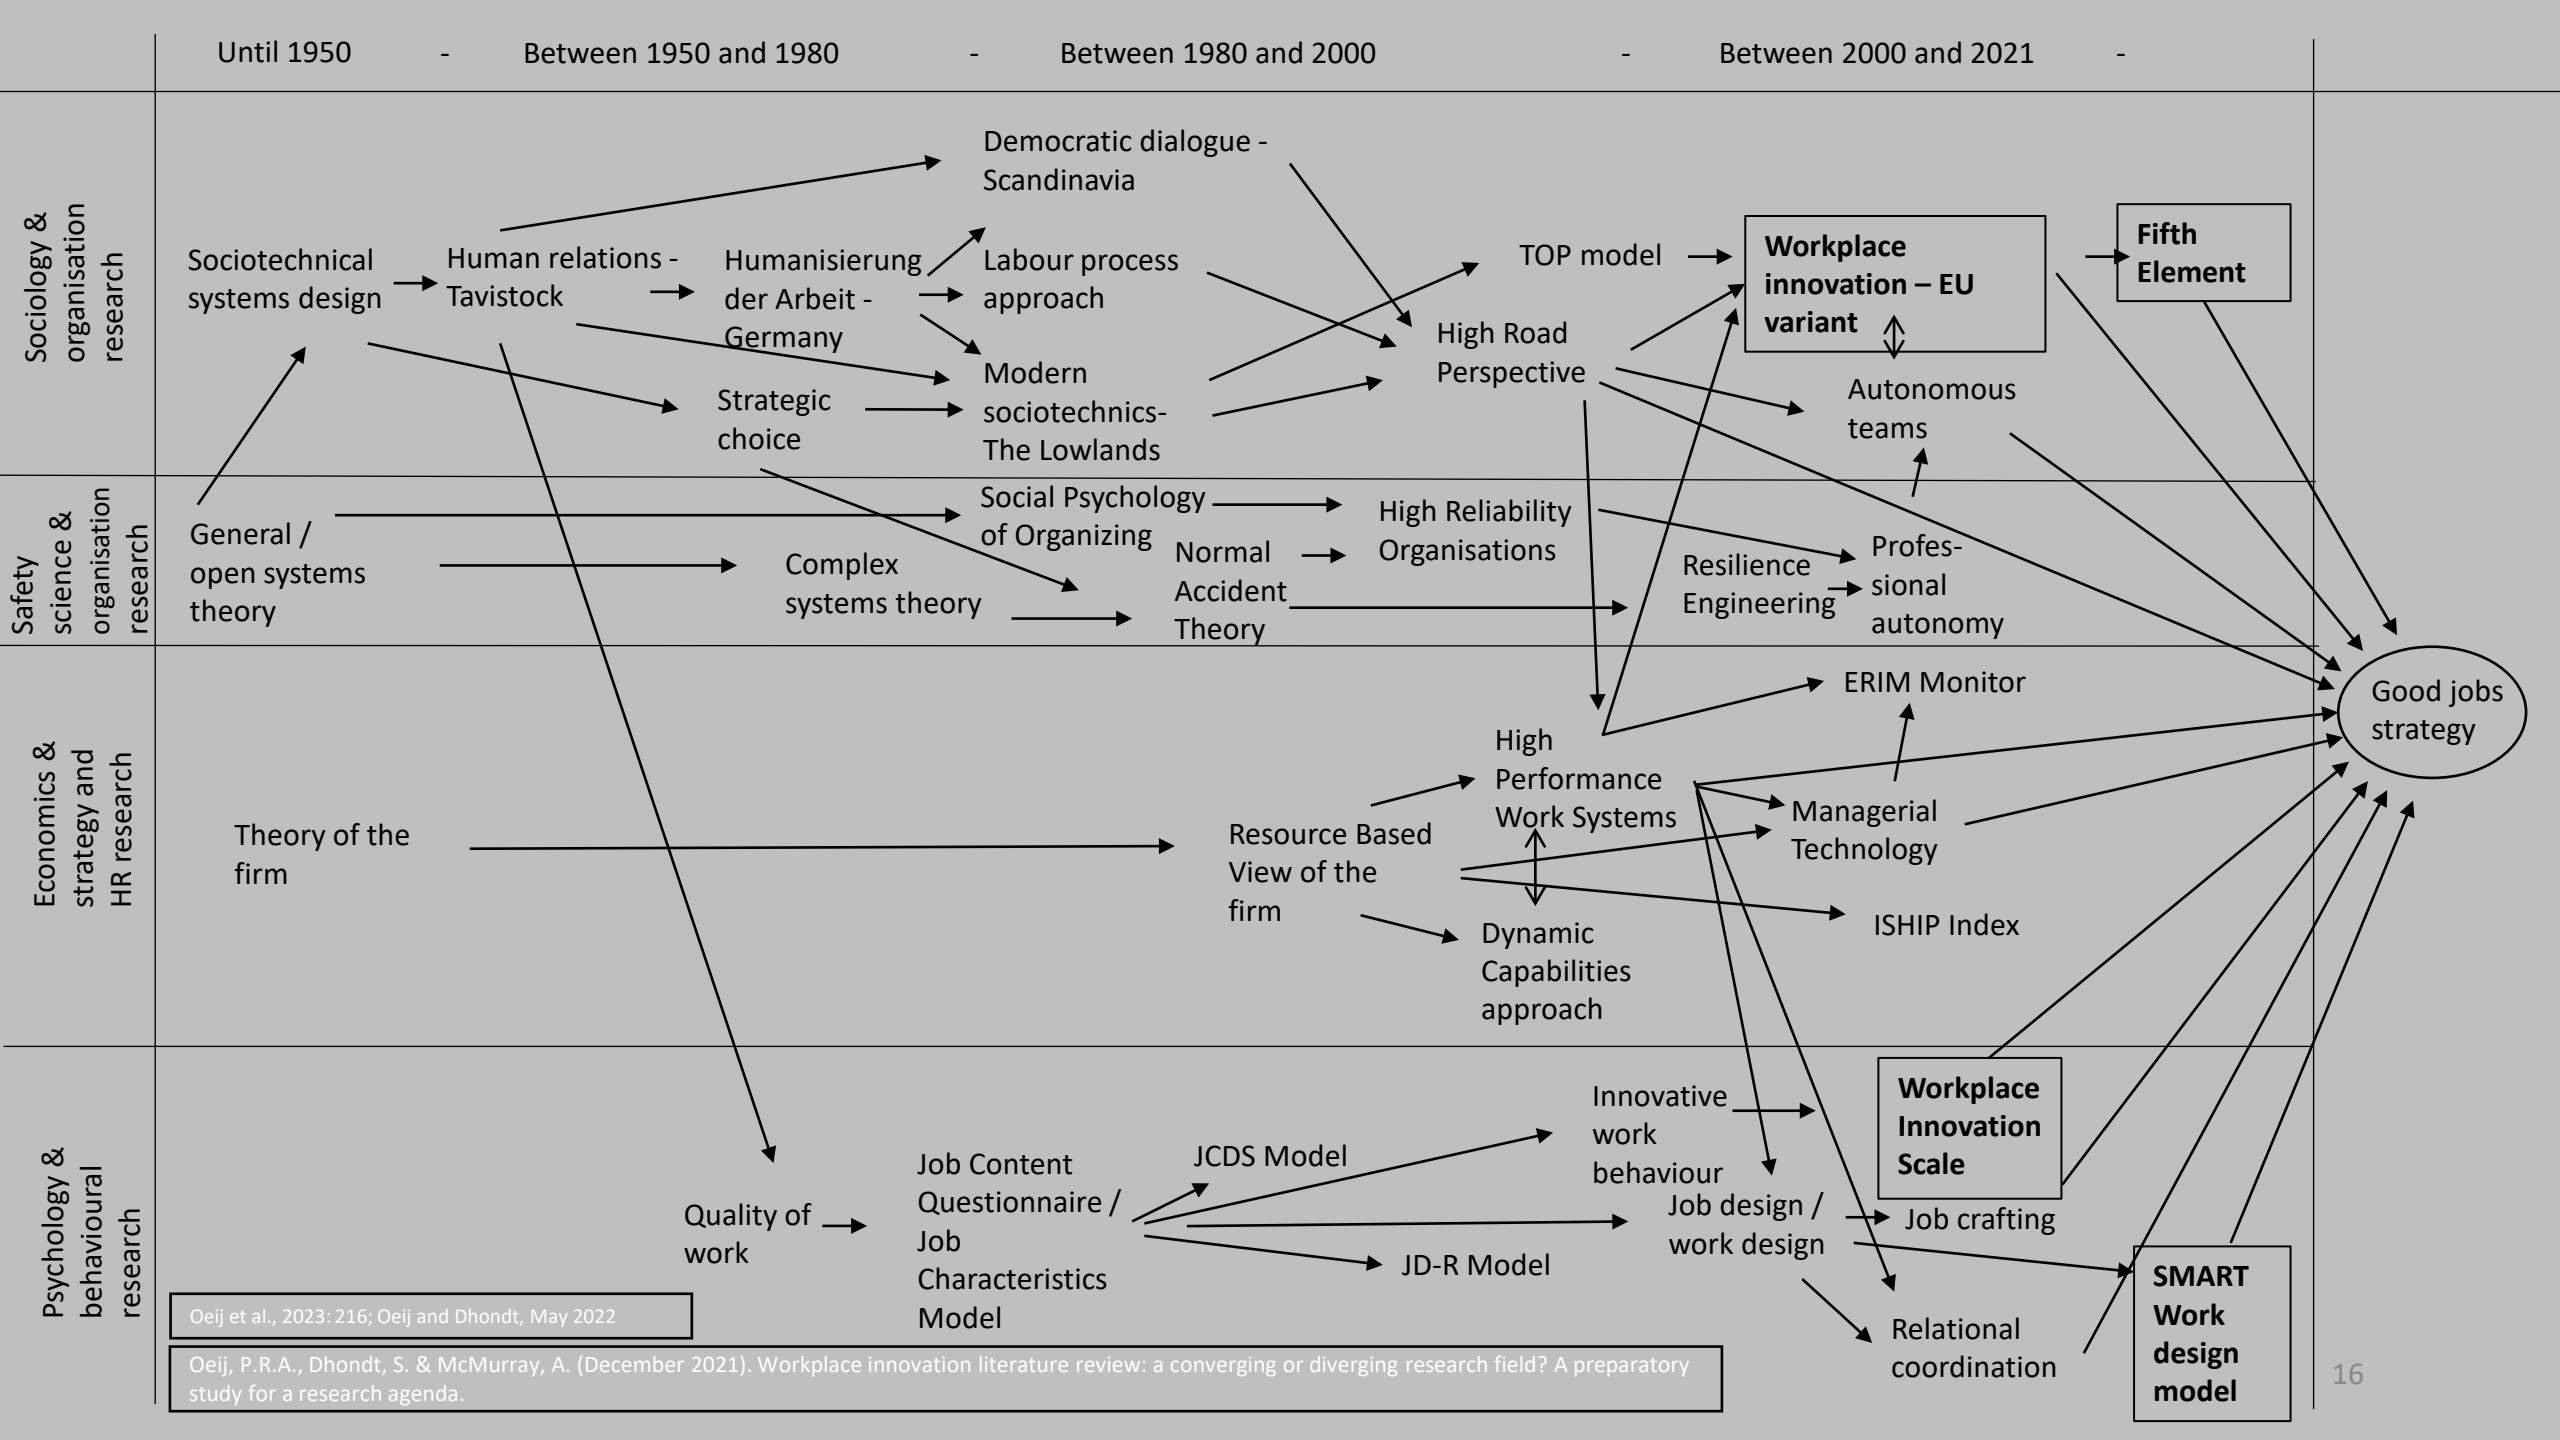 Until 1950 - Between 1950 and 1980 - Between 1980 and 2000 - Between 2000 and 2021 -
Sociology &
organisation
research
Sociotechnical
systems design
Human relations -
Tavistock
Humanisierung
der Arbeit -
Germany
Strategic
choice
Democratic dialogue -
Scandinavia
Labour process
approach
Modern
sociotechnics-
The Lowlands
TOP model
High Road
Perspective
Workplace
innovation – EU
variant
Autonomous
teams
Fifth
Element
Safety
science &
organisation
research
General /
open systems
theory
Complex
systems theory
Social Psychology
of Organizing
Normal
Accident
Theory
High Reliability
Organisations
Resilience
Engineering
Profes-
sional
autonomy
Economics &
strategy and
HR research
Theory of the
firm
Resource Based
View of the
firm
High
Performance
Work Systems
Dynamic
Capabilities
approach
ERIM Monitor
Managerial
Technology
ISHIP Index
Good jobs
strategy
Psychology &
behavioural
research
Quality of
work
Job Content
Questionnaire /
Job
Characteristics
Model
JCDS Model
JD-R Model
Innovative
work
behaviour
Job design /
work design
Workplace
Innovation
Scale
Job crafting
Relational
coordination
SMART
Work
design
model
Oeij et al., 2023: 216; Oeij and Dhondt, May 2022
Oeij, P.R.A., Dhondt, S. & McMurray, A. (December 2021). Workplace innovation literature review: a converging or diverging research field? A preparatory
study for a research agenda.
16